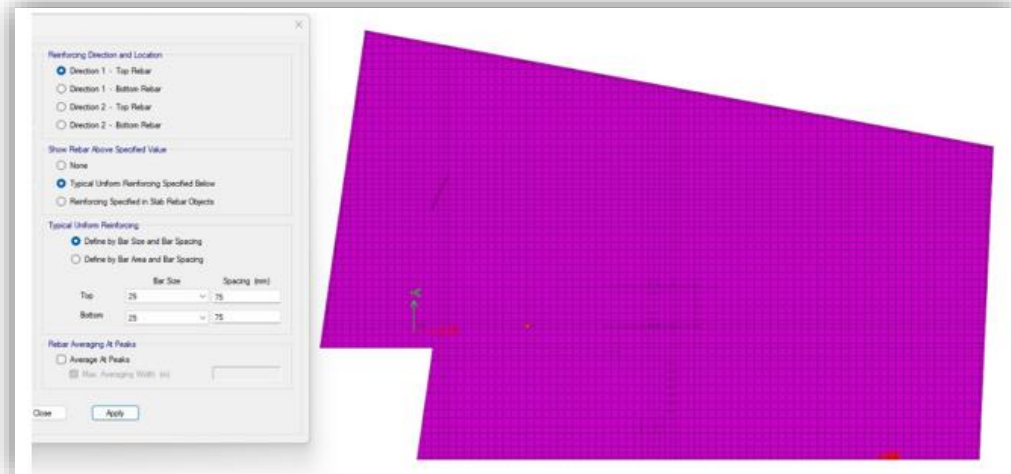 Reinforcing Direction and Location
Direction 1 - Top Rebar
Direction 1 - Bottom Rebar
Direction 2 - Top Rebar
Direction 2 - Bottom Rebar
Show Rebar Above Specified Value
None
Typical Uniform Reinforcing Specified Below
Reinforcing Specified in Slab Rebar Objects
Typical Uniform Reinforcing
Define by Bar Size and Bar Spacing
Define by Bar Area and Bar Spacing
Bar Size Spacing (mm)
Top 25 75
Bottom 25 75
Rebar Averaging At Peaks
Average At Peaks
Max. Averaging Width (m)
Close Apply